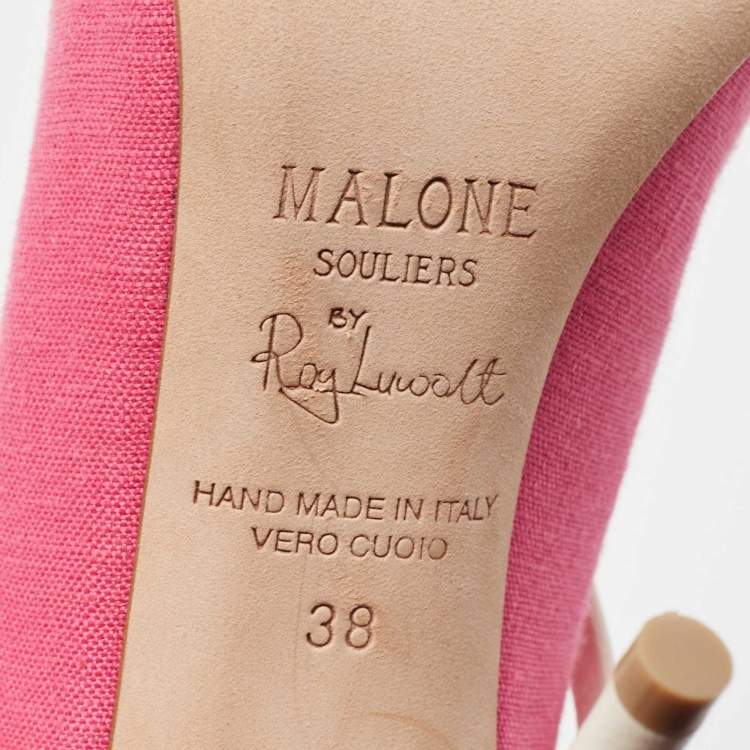 MALONE
SOULIERS
BY
Roy Luwolt
HAND MADE IN ITALY
VERO CUOIO
38